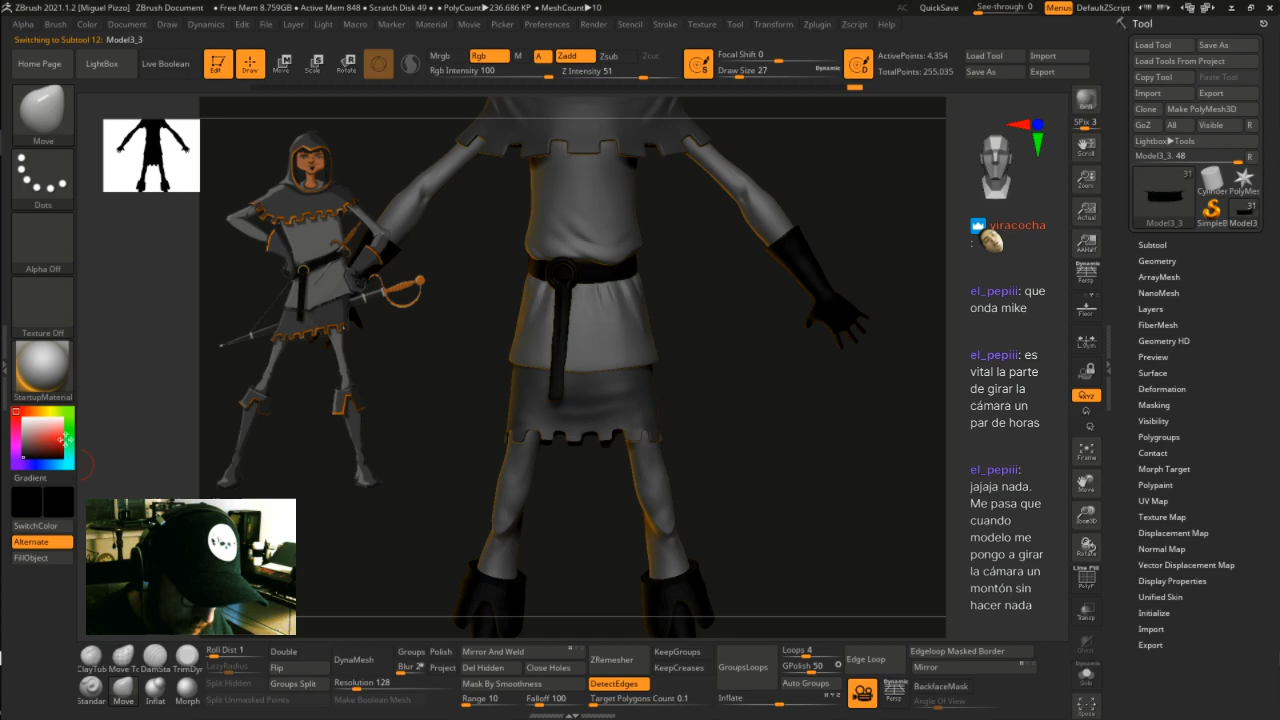 ZBrush 2021.1.2 [Miguel Pizzo] ZBrush Document ● Free Mem 8.759GB ● Active Mem 848 ● Scratch Disk 49 ● PolyCount▶236.686 KP ● MeshCount▶10 AC QuickSave See-through 0 Menus DefaultZScript
Alpha Brush Color Document Draw Dynamics Edit File Layer Light Macro Marker Material Movie Picker Preferences Render Stencil Stroke Texture Tool Transform Zplugin Zscript Help
Switching to Subtool 12: Model3_3
Home Page LightBox Live Boolean Edit Draw Move Scale Rotate
Mrgb Rgb M A Zadd Zsub Zcut
Rgb Intensity 100 Z Intensity 51
Focal Shift 0
Draw Size 27 Dynamic
ActivePoints: 4,354
TotalPoints: 255,035
Load Tool Import
Save As Export
Move
Dots
Alpha Off
Texture Off
StartupMaterial
Gradient
SwitchColor
Alternate
FillObject
viracocha
:
el_pepiii: que
onda mike
el_pepiii: es
vital la parte
de girar la
cámara un
par de horas
el_pepiii:
jajaja nada.
Me pasa que
cuando
modelo me
pongo a girar
la cámara un
montón sin
hacer nada
SPix 3
Scroll
Zoom
Actual
AAHalf
Dynamic
Persp
Floor
L.Sym
XYZ
Frame
Move
Zoom3D
Rotate
Line Fill
PolyF
Transp
Dynamic
Solo
Tool
Load Tool Save As
Load Tools From Project
Copy Tool Paste Tool
Import Export
Clone Make PolyMesh3D
GoZ All Visible R
Lightbox▶Tools
Model3_3. 48 R
31
Model3_3
Cylinder PolyMes
SimpleB
31
Model3
Subtool
Geometry
ArrayMesh
NanoMesh
Layers
FiberMesh
Geometry HD
Preview
Surface
Deformation
Masking
Visibility
Polygroups
Contact
Morph Target
Polypaint
UV Map
Texture Map
Displacement Map
Normal Map
Vector Displacement Map
Display Properties
Unified Skin
Initialize
Import
Export
ClayTub Move To DamSta TrimDyr
Standar Move Inflat Morph
Roll Dist 1
LazyRadius
Split Hidden
Split Unmasked Points
Double
Flip
Groups Split
DynaMesh
Resolution 128
Make Boolean Mesh
Groups Polish
Blur 2 Project
Mirror And Weld
Del Hidden Close Holes
Mask By Smoothness
Range 10 Falloff 100
ZRemesher
DetectEdges
Target Polygons Count 0.1
KeepGroups
KeepCreases
GroupsLoops
Inflate
Loops 4
GPolish 50
Auto Groups
Edge Loop
Dynamic
Persp
Edgeloop Masked Border
Mirror
BackfaceMask
Angle Of View